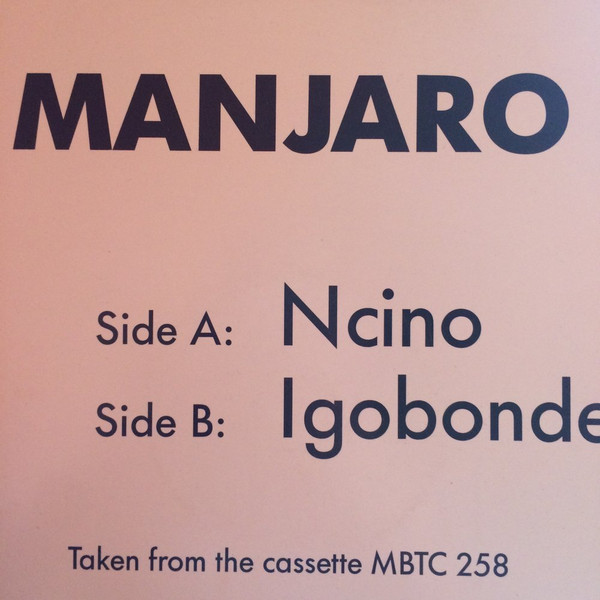 MANJARO
Side A: Ncino
Side B: Igobonde
Taken from the cassette MBTC 258